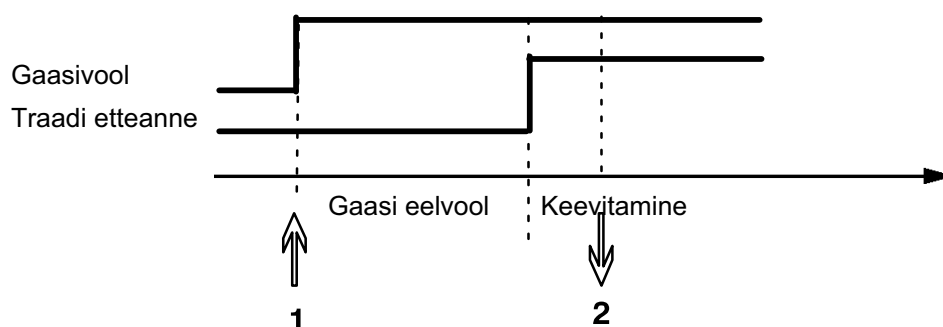 Gaasivool
Traadi etteanne
Gaasi eelvool
Keevitamine
1
2